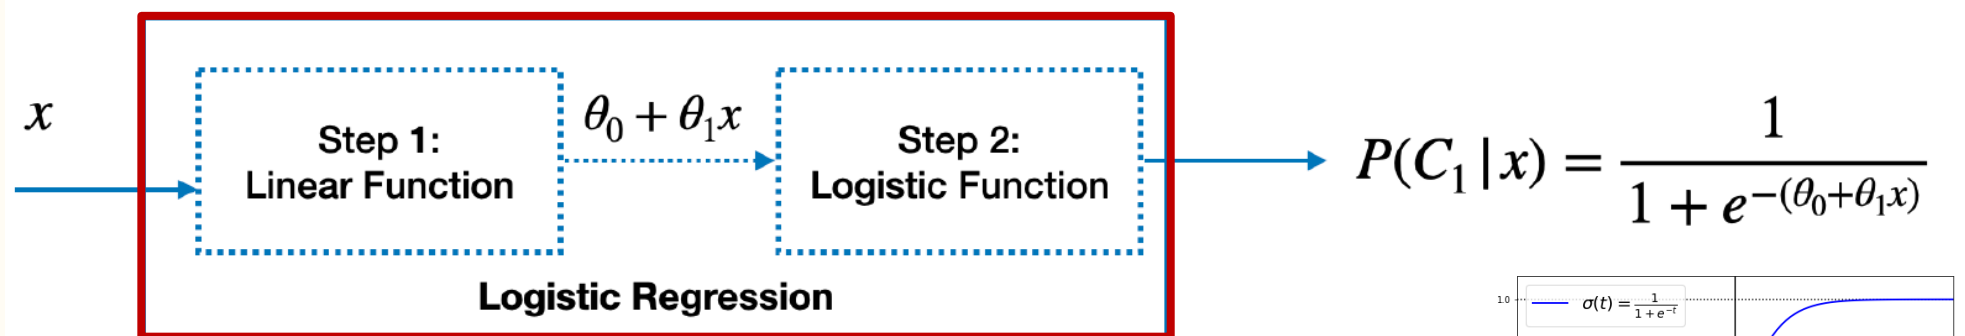 x
Step 1:
Linear Function
θ₀ + θ₁x
Step 2:
Logistic Function
P(C₁|x) = 1 / (1 + e^−(θ₀+θ₁x))
Logistic Regression
1.0
σ(t) = 1 / (1 + e^−t)